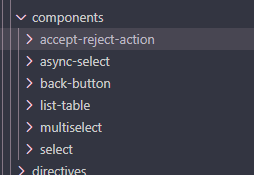 components
accept-reject-action
async-select
back-button
list-table
multiselect
select
directives